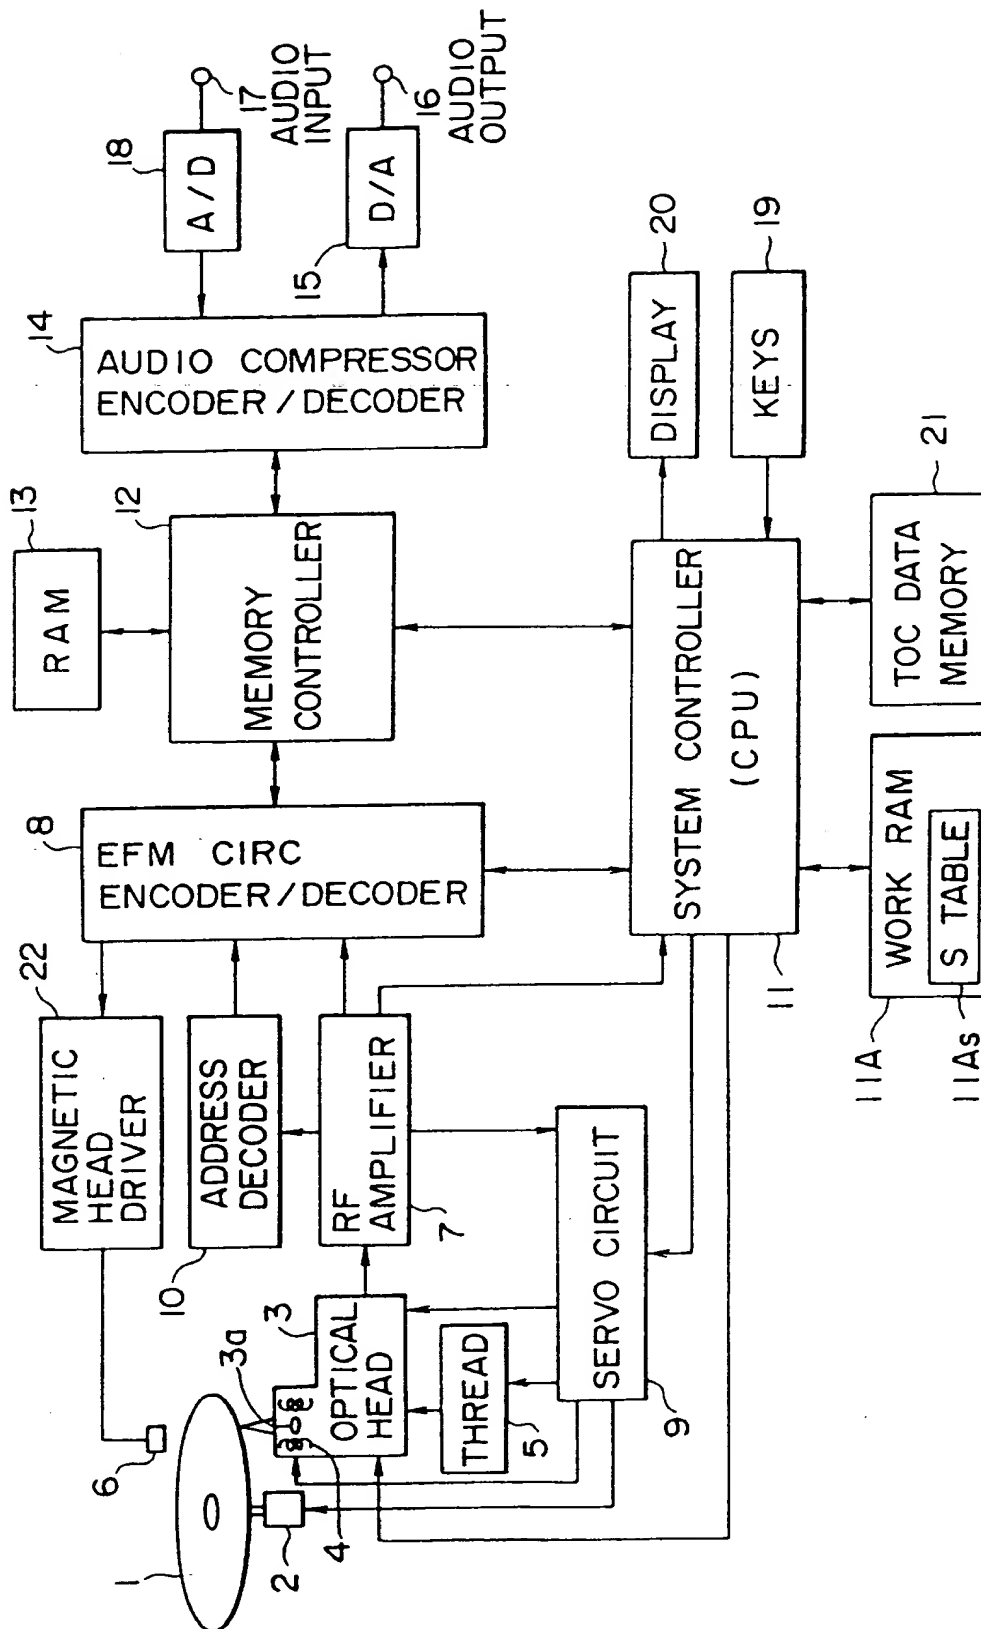 1
2
3
3a
4
5
THREAD
6
OPTICAL
HEAD
MAGNETIC
HEAD
DRIVER
22
ADDRESS
DECODER
10
RF
AMPLIFIER
7
SERVO CIRCUIT
9
8
EFM CIRC
ENCODER/DECODER
RAM
13
MEMORY
CONTROLLER
12
14
AUDIO COMPRESSOR
ENCODER/DECODER
18
A/D
17
AUDIO
INPUT
15
D/A
16
AUDIO
OUTPUT
SYSTEM CONTROLLER
(CPU)
11
DISPLAY
20
KEYS
19
WORK RAM
S TABLE
11A
11As
TOC DATA
MEMORY
21